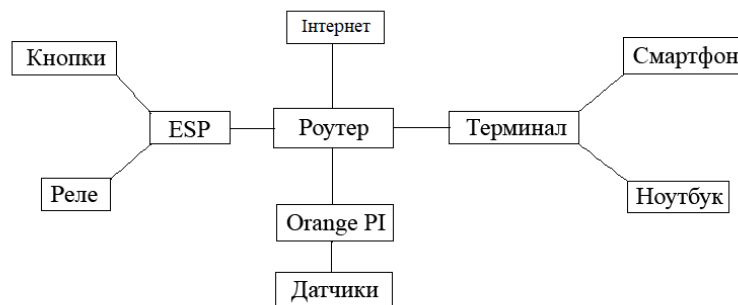 Інтернет
Кнопки
Смартфон
ESP
Роутер
Терминал
Реле
Ноутбук
Orange PI
Датчики